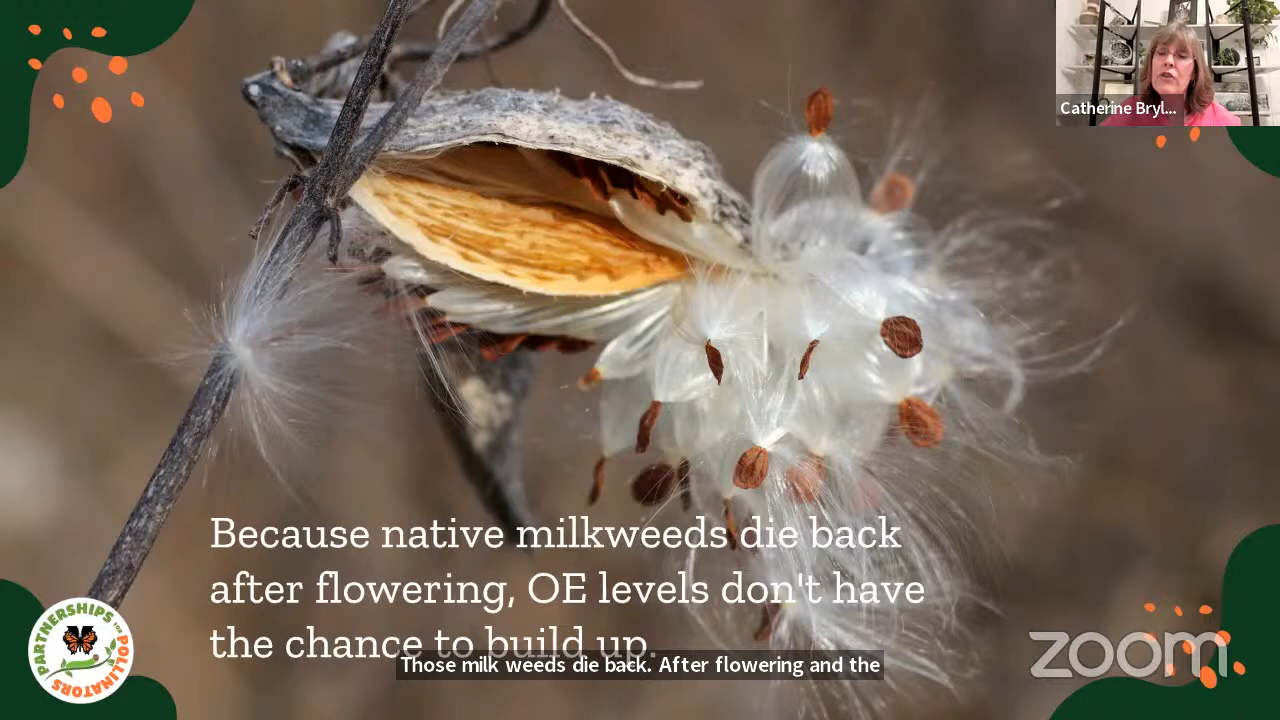 Catherine Bryl...
Because native milkweeds die back
after flowering, OE levels don't have
the chance to build up.
Those milk weeds die back. After flowering and the
PARTNERSHIPS FOR POLLINATORS
zoom